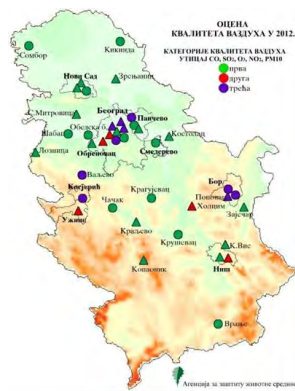 ОЦЕНА
КВАЛИТЕТА ВАЗДУХА У 2012.
КАТЕГОРИЈЕ КВАЛИТЕТА ВАЗДУХА
УТИЦАЈ CO, SO₂, O₃, NO₂, PM10
прва
друга
трећа
Сомбор
Кикинда
Нови Сад
Зрењанин
Београд
Панчево
С.Митровица
Шабац
Обедска б.
Костолац
Лозница
Обреновац
Смедерево
Ваљево
Косјерић
Бор
Крагујевац
Чачак
Холцим
Зајечар
Ужице
Краљево
Крушевац
К.Вис
Ниш
Копаоник
Врање
Агенција за заштиту животне средине